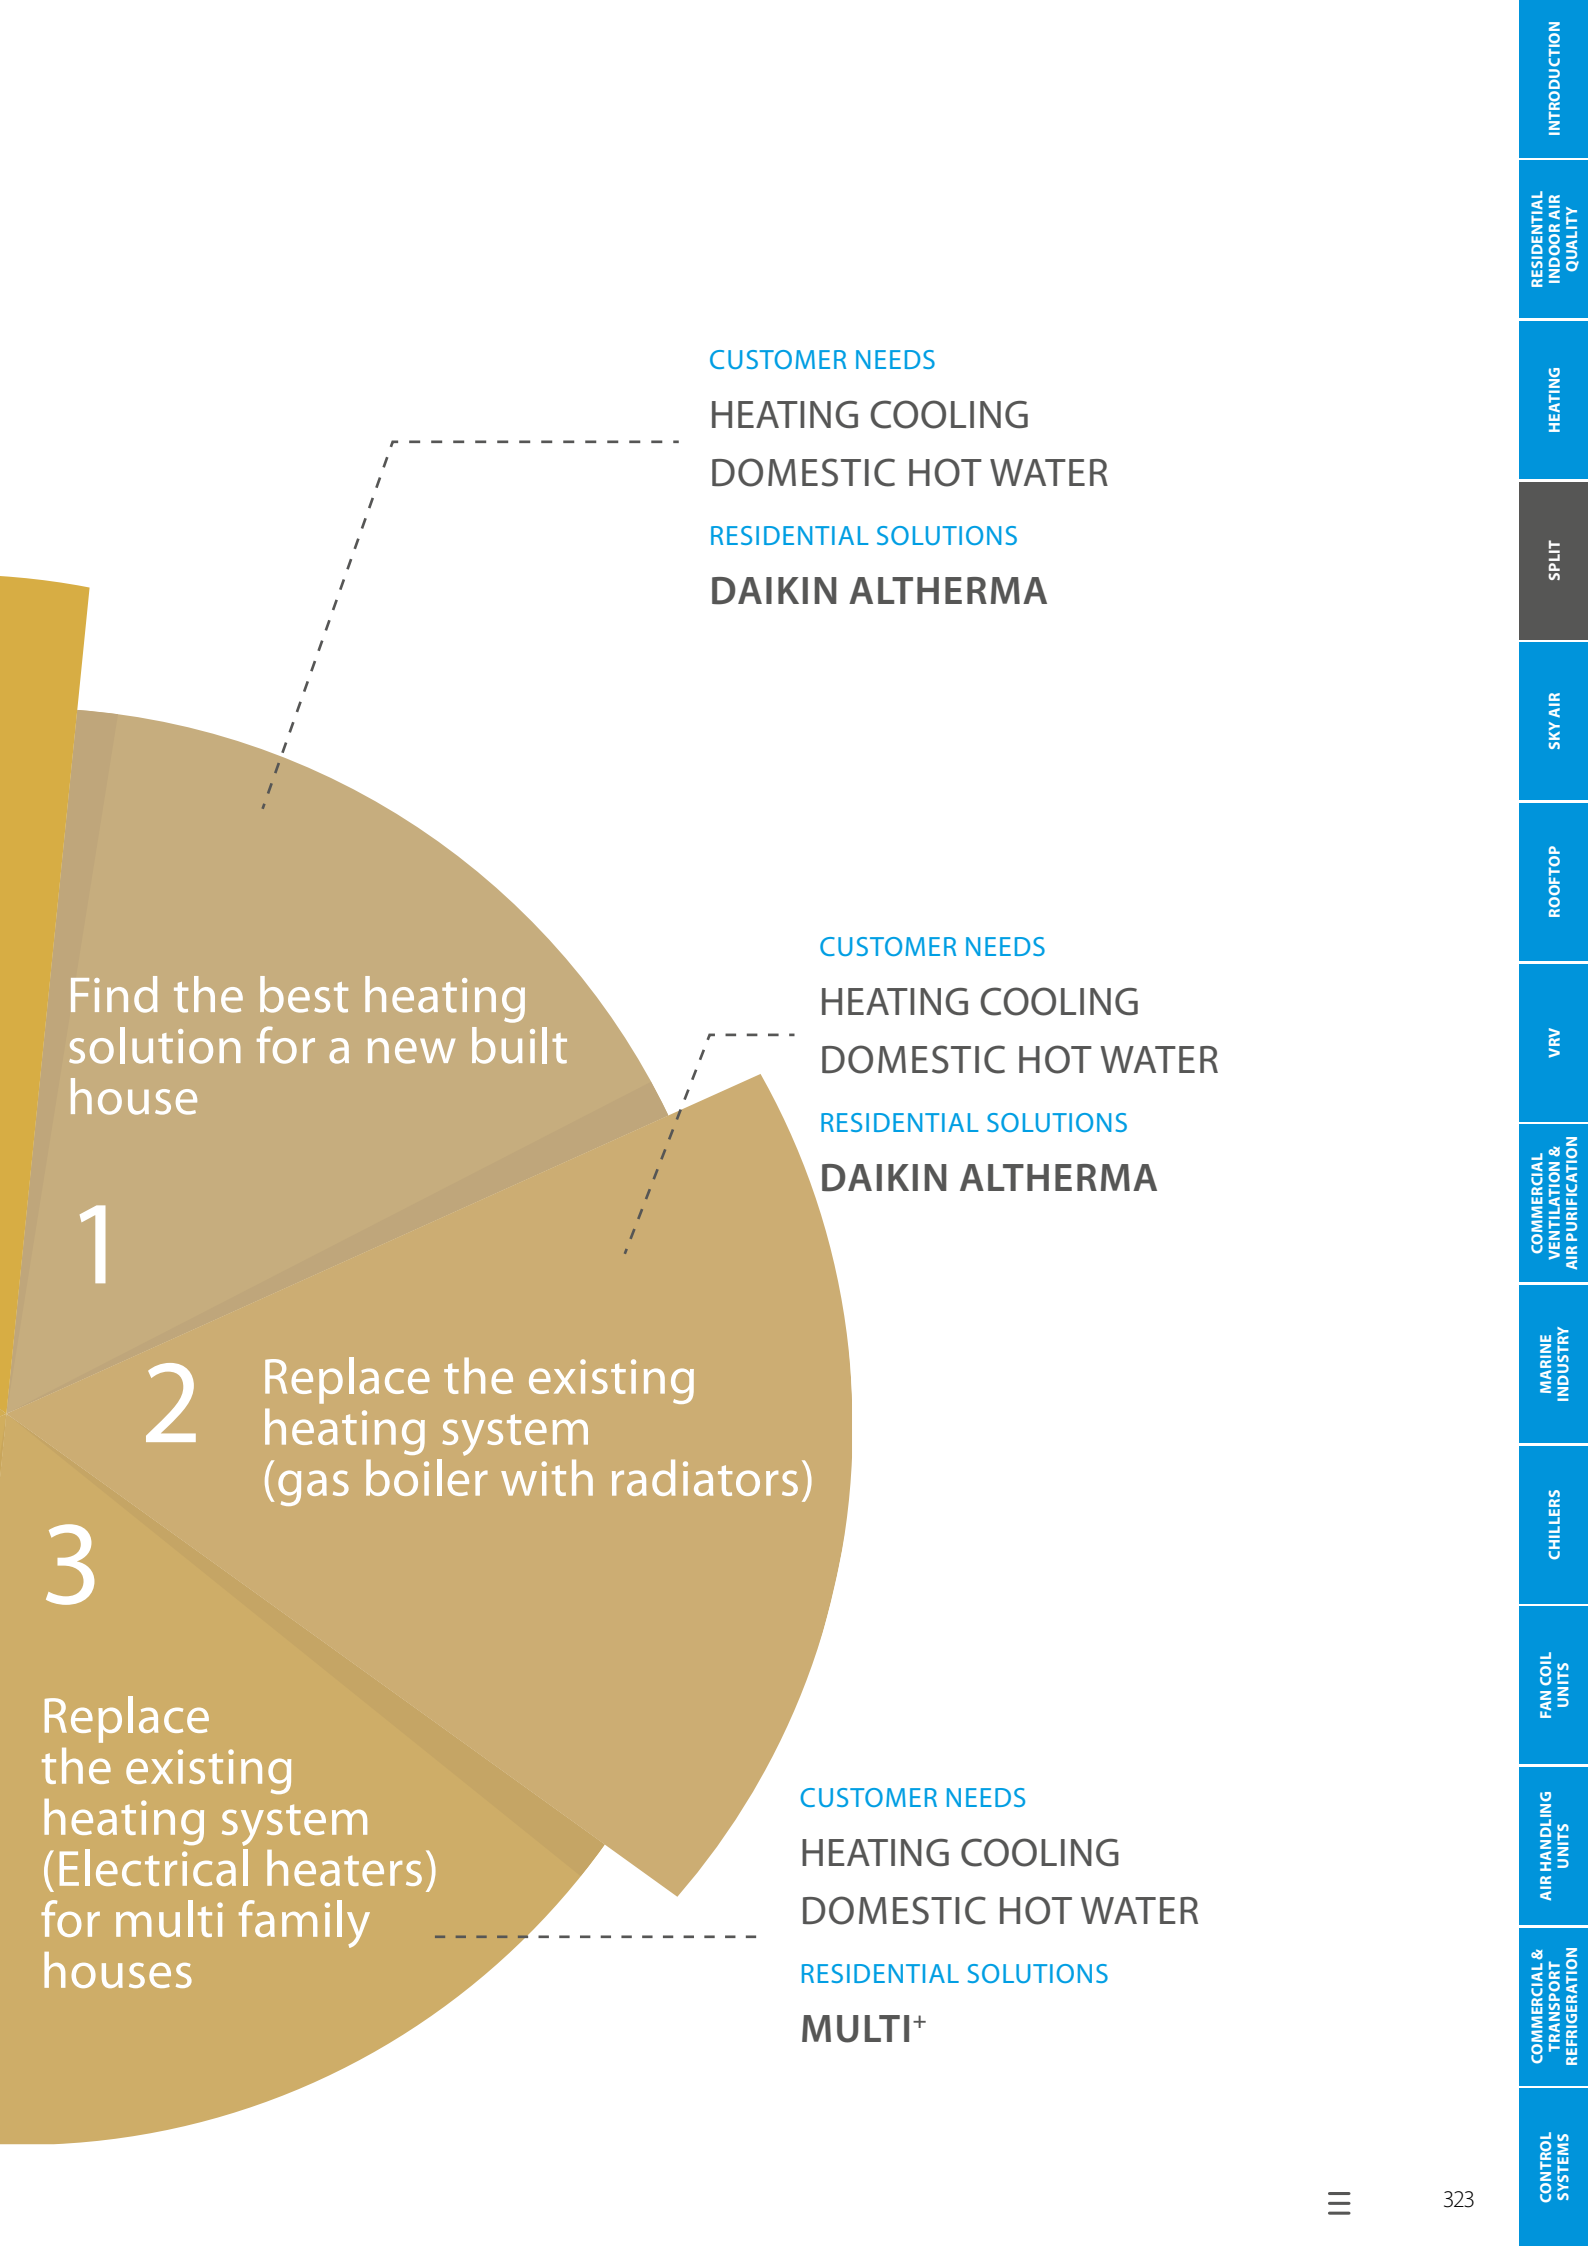 CUSTOMER NEEDS
HEATING COOLING
DOMESTIC HOT WATER
RESIDENTIAL SOLUTIONS
DAIKIN ALTHERMA
Find the best heating
solution for a new built
house
1
CUSTOMER NEEDS
HEATING COOLING
DOMESTIC HOT WATER
RESIDENTIAL SOLUTIONS
DAIKIN ALTHERMA
2
Replace the existing
heating system
(gas boiler with radiators)
3
Replace
the existing
heating system
(Electrical heaters)
for multi family
houses
CUSTOMER NEEDS
HEATING COOLING
DOMESTIC HOT WATER
RESIDENTIAL SOLUTIONS
MULTI⁺
323
INTRODUCTION
RESIDENTIAL
INDOOR AIR
QUALITY
HEATING
SPLIT
SKY AIR
ROOFTOP
VRV
COMMERCIAL
VENTILATION &
AIR PURIFICATION
MARINE
INDUSTRY
CHILLERS
FAN COIL
UNITS
AIR HANDLING
UNITS
COMMERCIAL &
TRANSPORT
REFRIGERATION
CONTROL
SYSTEMS